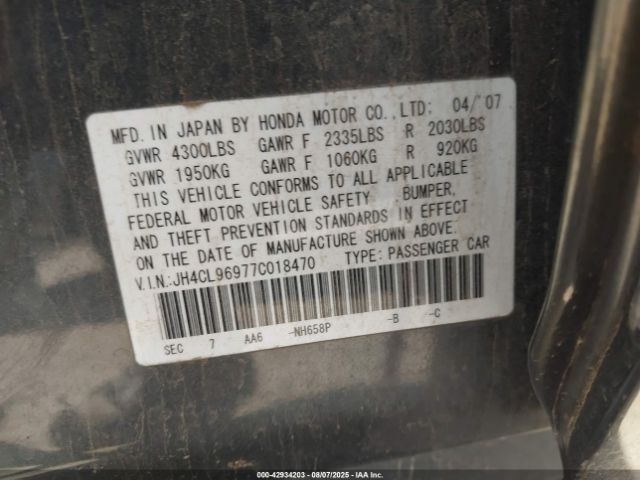 MFD. IN JAPAN BY HONDA MOTOR CO., LTD: 04/'07
GVWR 4300LBS GAWR F 2335LBS R 2030LBS
GVWR 1950KG GAWR F 1060KG R 920KG
THIS VEHICLE CONFORMS TO ALL APPLICABLE
FEDERAL MOTOR VEHICLE SAFETY BUMPER,
AND THEFT PREVENTION STANDARDS IN EFFECT
ON THE DATE OF MANUFACTURE SHOWN ABOVE.
V.I.N.:JH4CL96977C018470 TYPE: PASSENGER CAR
SEC 7 AA6 -NH658P -B -C
000-42934203 - 08/07/2025 - IAA Inc.